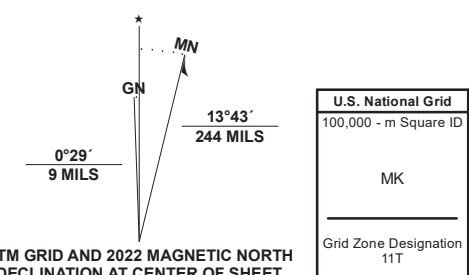 ★
MN
GN
13°43´
244 MILS
0°29´
9 MILS
TM GRID AND 2022 MAGNETIC NORTH
DECLINATION AT CENTER OF SHEET
U.S. National Grid
100,000 - m Square ID
MK
Grid Zone Designation
11T